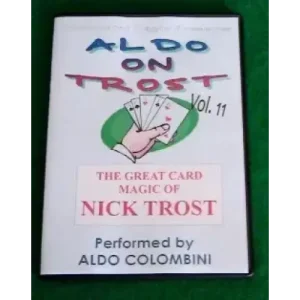 ALDO
ON
TROST
Vol. 11
THE GREAT CARD
MAGIC OF
NICK TROST
Performed by
ALDO COLOMBINI